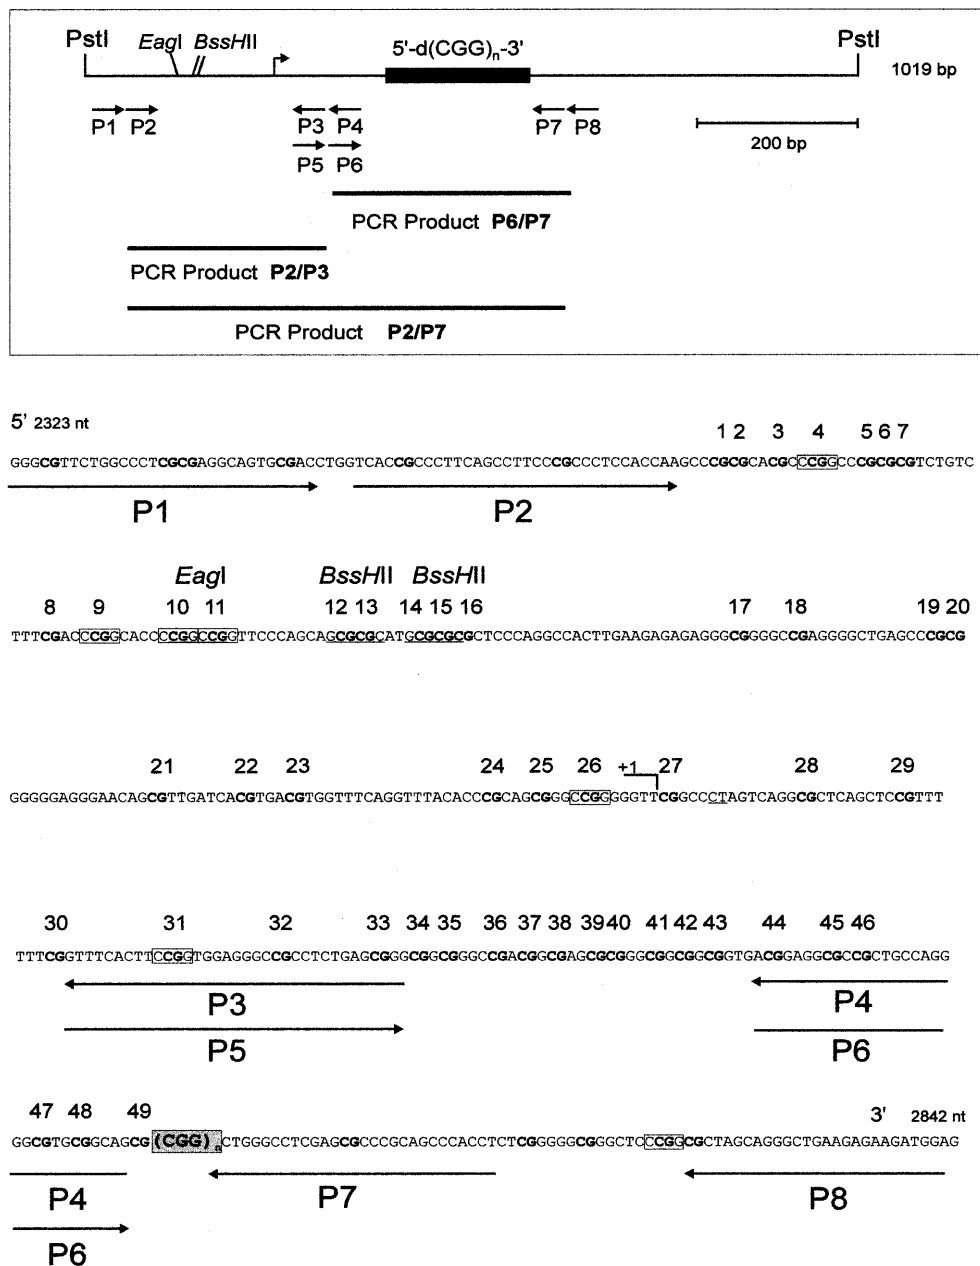 PstI EagI BssHII 5'-d(CGG)n-3' PstI
1019 bp
P1 P2 P3 P4 P7 P8
200 bp
P5 P6
PCR Product P6/P7
PCR Product P2/P3
PCR Product P2/P7
5' 2323 nt
1 2 3 4 5 6 7
GGGCGTTCTGGCCCTCGCGAGGCAGTGCGACCTGGTCACCGCCCTTCAGCCTTCCCGCCCTCCACCAAGCCCGCGCACGCCCGGCCCGCGCGTCTGTC
P1 P2
EagI BssHII BssHII
8 9 10 11 12 13 14 15 16 17 18 19 20
TTTCGACCCGGCACCCCGGCCGGTTCCCAGCAGCGCGCATGCGCGCGCTCCCAGGCCACTTGAAGAGAGAGGGCGGGGCCGAGGGGCTGAGCCCGCG
21 22 23 24 25 26 +1 27 28 29
GGGGGAGGGAACAGCGTTGATCACGTGACGTGGTTTCAGGTTTACACCCGCAGCGGGCCGGGGGTTCGGCCCTAGTCAGGCGCTCAGCTCCGTTT
30 31 32 33 34 35 36 37 38 39 40 41 42 43 44 45 46
TTTCGGTTTCACTTCCGGTGGAGGGCCGCCTCTGAGCGGGCGGCGGGCCGACGGCGAGCGCGGGCGGCGGCGGTGACGGAGGCGCCGCTGCCAGG
P3 P4
P5 P6
47 48 49 3' 2842 nt
GGCGTGCGGCAGCG(CGG)nCTGGGCCTCGAGCGCCCGCAGCCCACCTCTCGGGGGCGGGCTCCCGGCGCTAGCAGGGCTGAAGAGAAGATGGAG
P4 P7 P8
P6